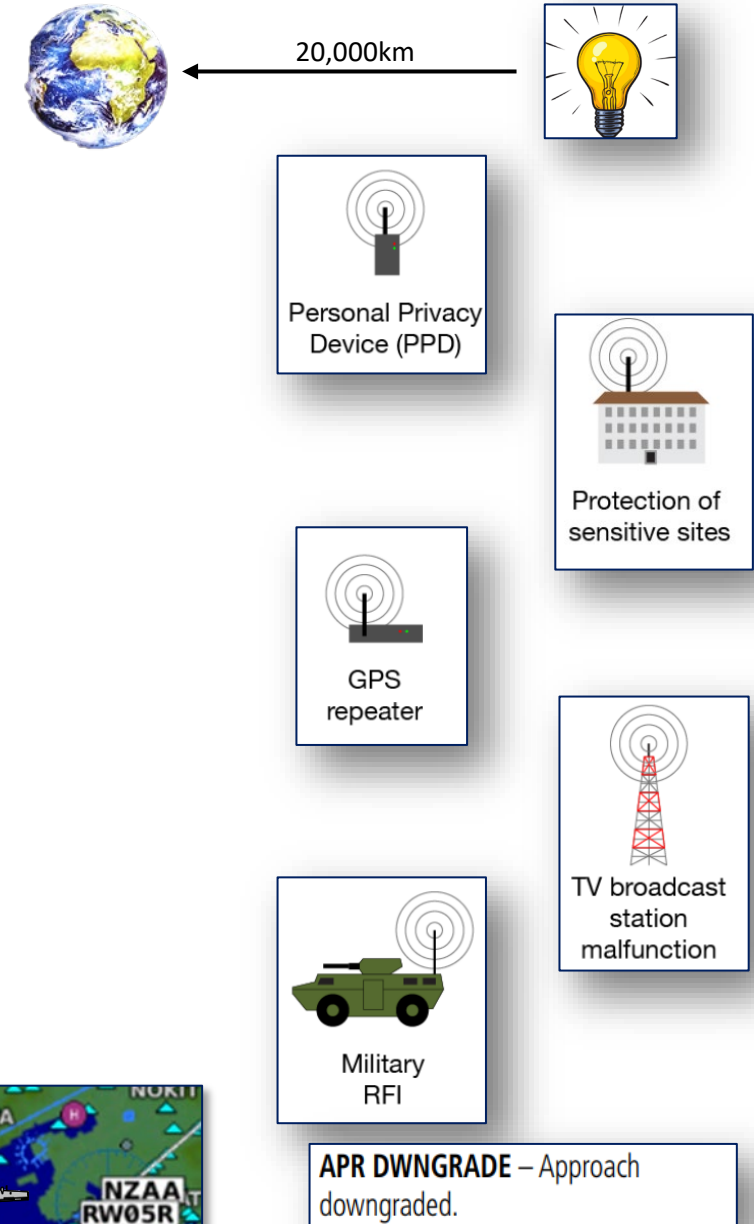 20,000km
Personal Privacy
Device (PPD)
Protection of
sensitive sites
GPS
repeater
TV broadcast
station
malfunction
Military
RFI
NOKIT
A
H
NZAA
RW05R
APR DWNGRADE – Approach
downgraded.